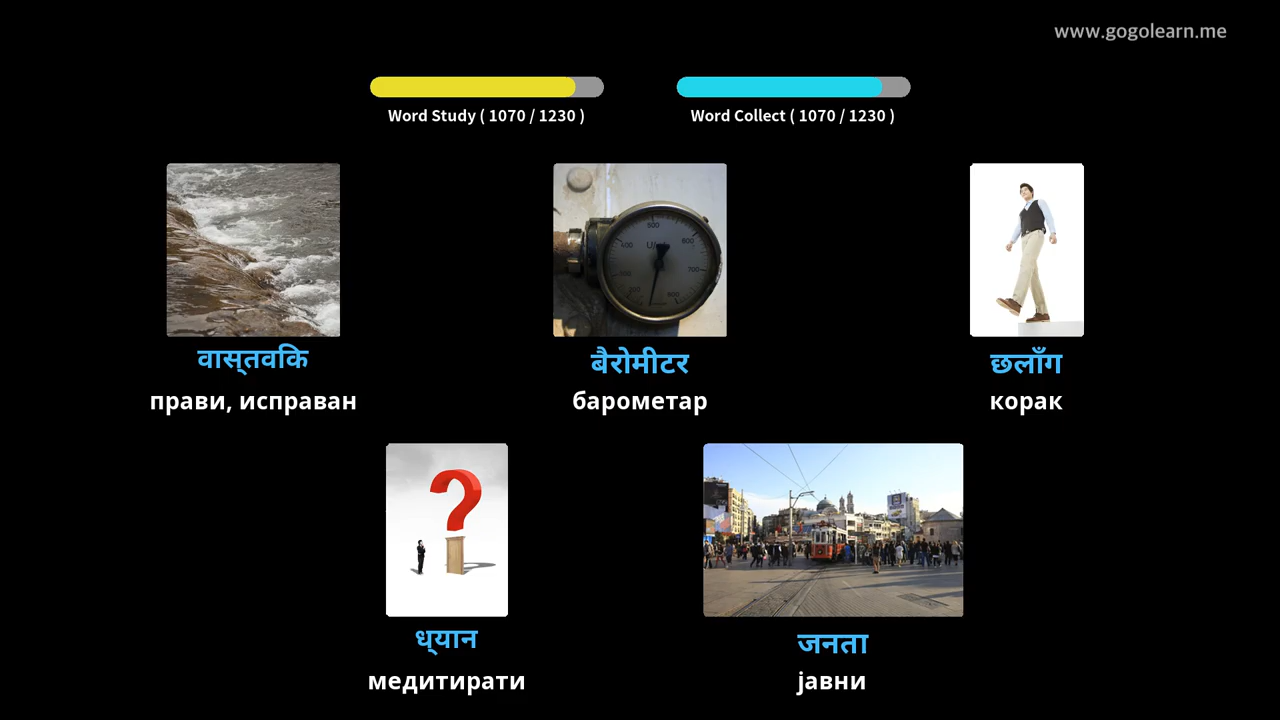 www.gogolearn.me
Word Study ( 1070 / 1230 )
Word Collect ( 1070 / 1230 )
वास्तवकि
прави, исправан
बैरोमीटर
барометар
छलाँग
корак
ध्यान
медитирати
जनता
јавни